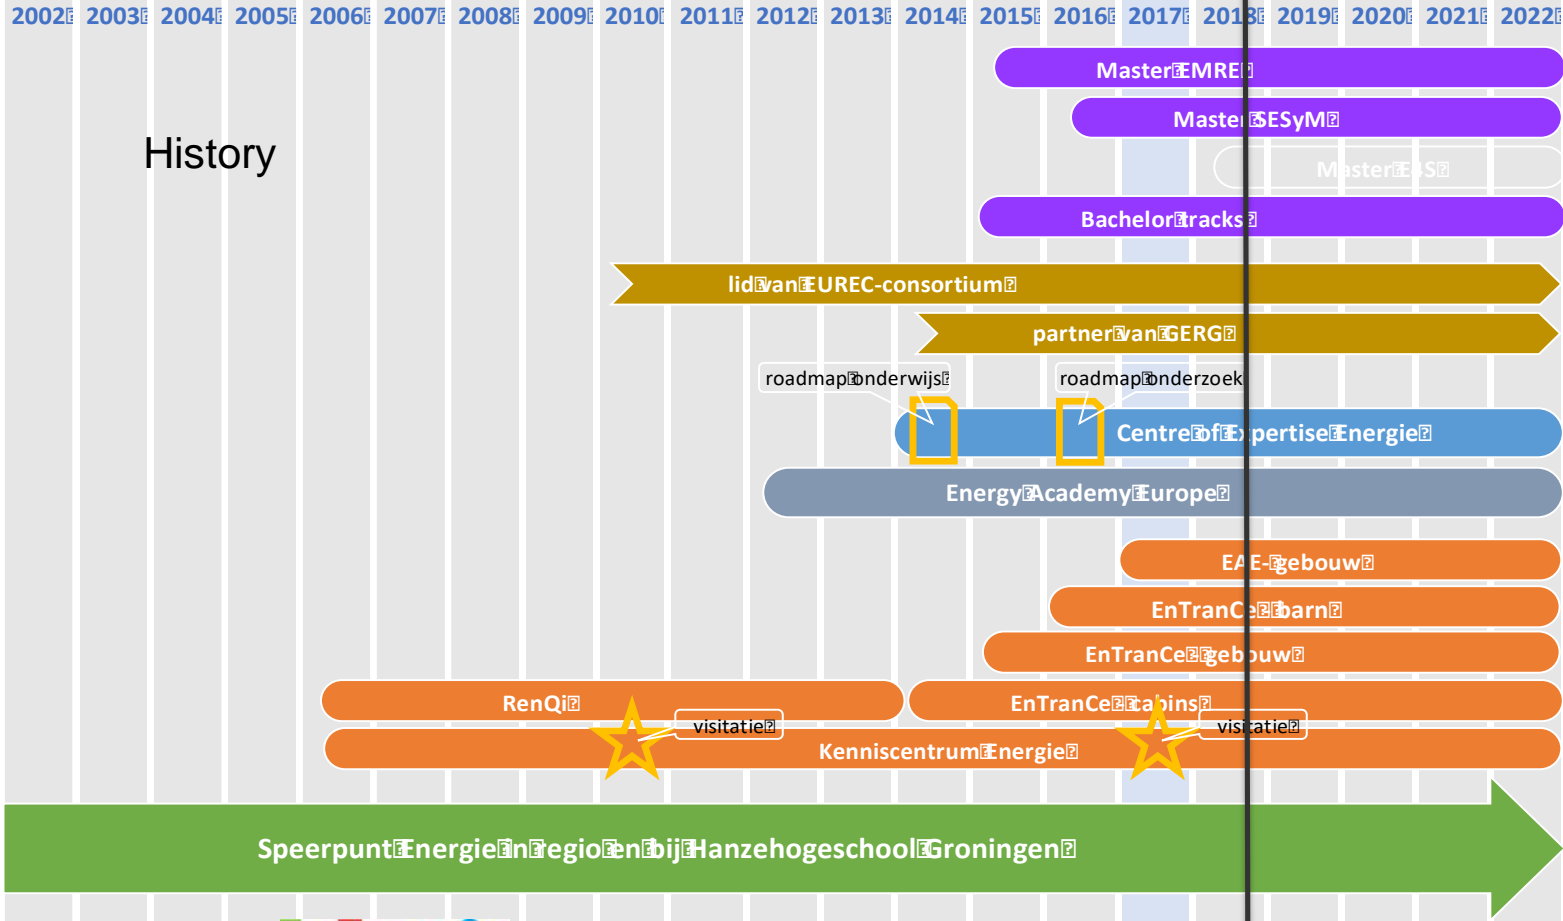 2002 2003 2004 2005 2006 2007 2008 2009 2010 2011 2012 2013 2014 2015 2016 2017 2018 2019 2020 2021 2022
Master EMRE
Master SESyM
History
Master E4S
Bachelor tracks
lid van EUREC-consortium
partner van GERG
roadmap onderwijs
roadmap onderzoek
Centre of Expertise Energie
Energy Academy Europe
EAE- gebouw
EnTranCe - barn
EnTranCe - gebouw
RenQi
EnTranCe - cabins
visitatie
visitatie
Kenniscentrum Energie
Speerpunt Energie in regio en bij Hanzehogeschool Groningen